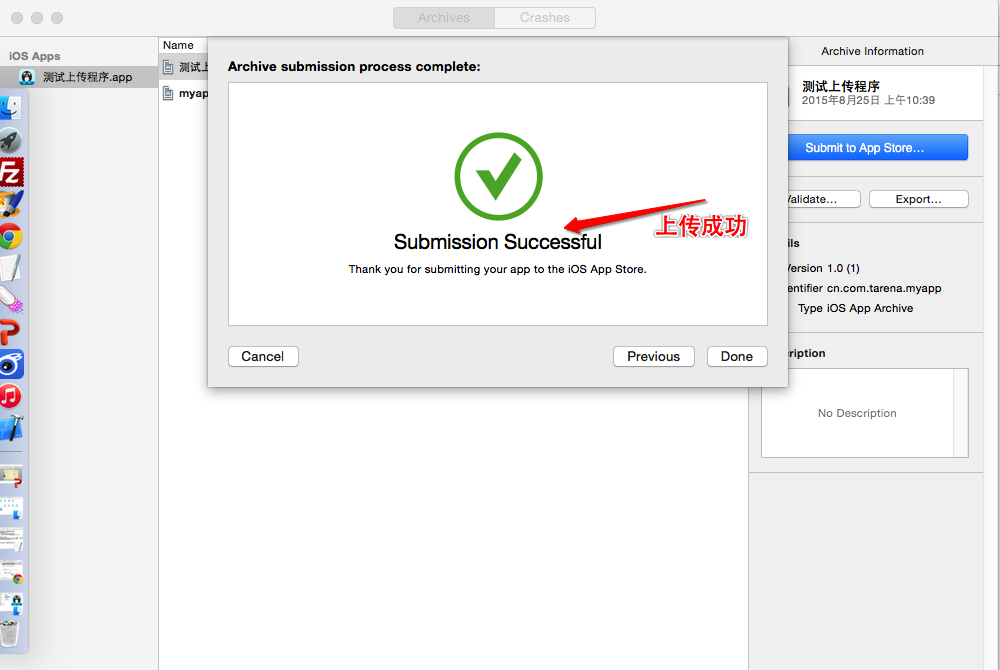 Archives
Crashes
iOS Apps
测试上传程序.app
Name
测试上
myap
Archive submission process complete:
Submission Successful
Thank you for submitting your app to the iOS App Store.
上传成功
Cancel
Previous
Done
Archive Information
测试上传程序
2015年8月25日 上午10:39
Submit to App Store…
Validate…
Export…
ils
Version 1.0 (1)
entifier cn.com.tarena.myapp
Type iOS App Archive
ription
No Description